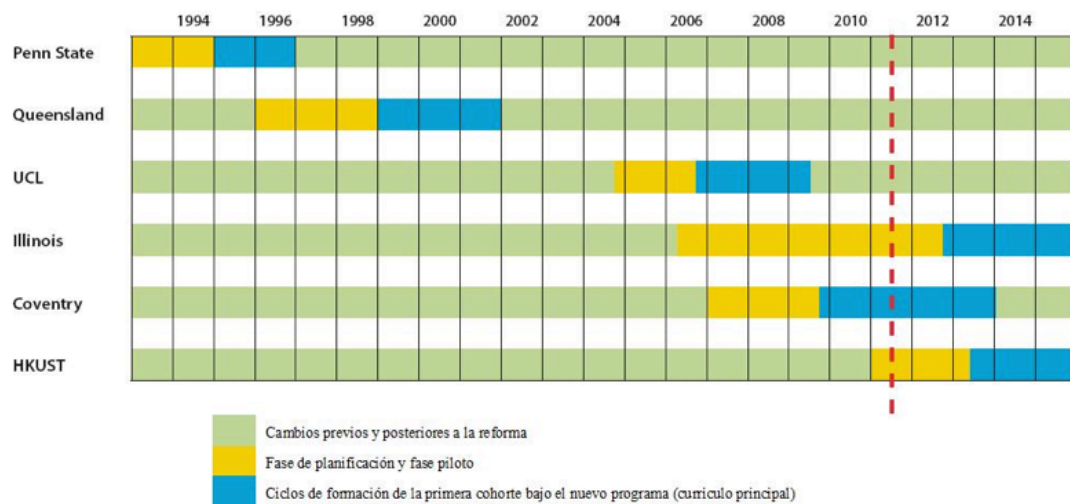 1994 1996 1998 2000 2002 2004 2006 2008 2010 2012 2014
Penn State
Queensland
UCL
Illinois
Coventry
HKUST
Cambios previos y posteriores a la reforma
Fase de planificación y fase piloto
Ciclos de formación de la primera cohorte bajo el nuevo programa (curriculo principal)